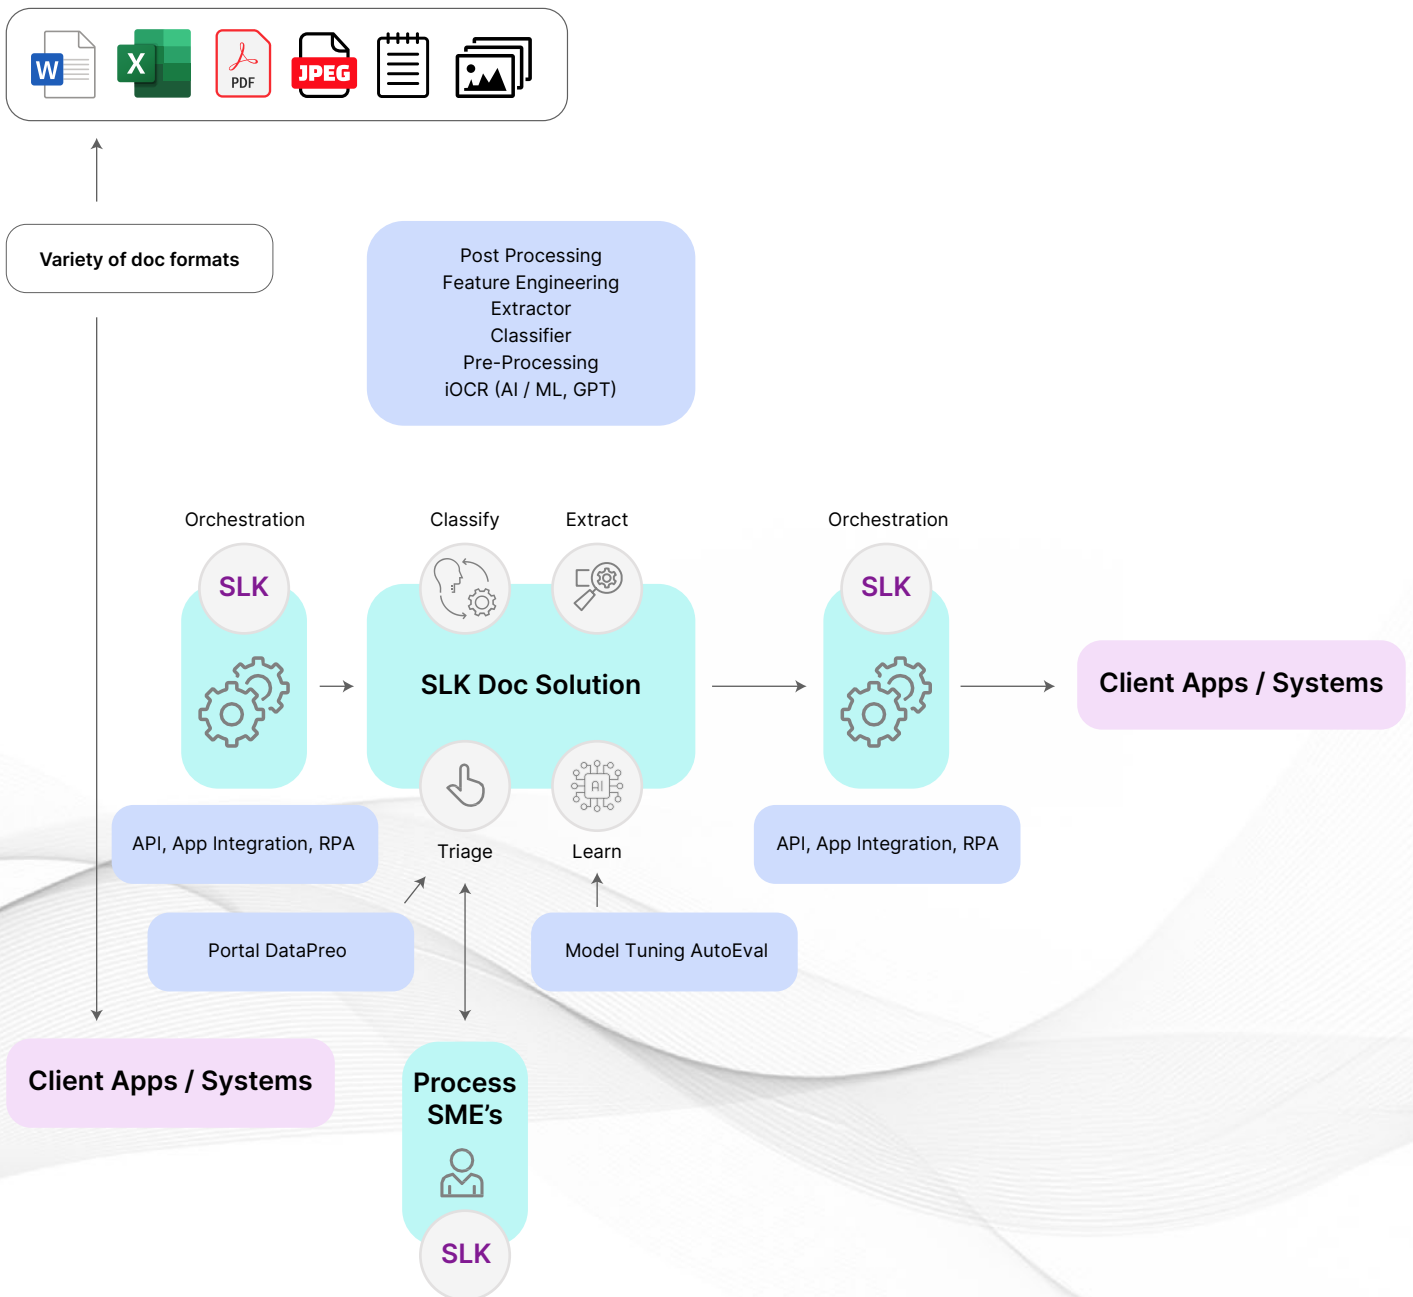 W
X
PDF
JPEG
Variety of doc formats
Post Processing
Feature Engineering
Extractor
Classifier
Pre-Processing
iOCR (AI / ML, GPT)
Orchestration
Classify
Extract
Orchestration
SLK
SLK
SLK Doc Solution
Client Apps / Systems
AI
API, App Integration, RPA
Triage
Learn
API, App Integration, RPA
Portal DataPreo
Model Tuning AutoEval
Client Apps / Systems
Process
SME’s
SLK